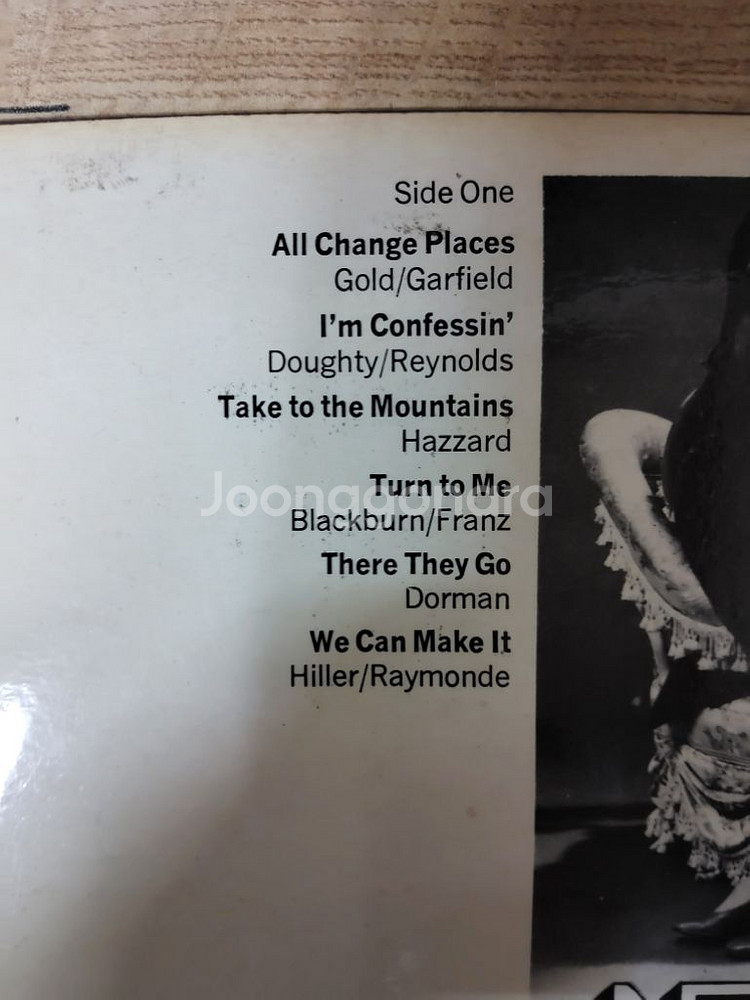 Side One
All Change Places
Gold/Garfield
I'm Confessin'
Doughty/Reynolds
Take to the Mountains
Hazzard
Turn to Me
Joonggonara
Blackburn/Franz
There They Go
Dorman
We Can Make It
Hiller/Raymonde